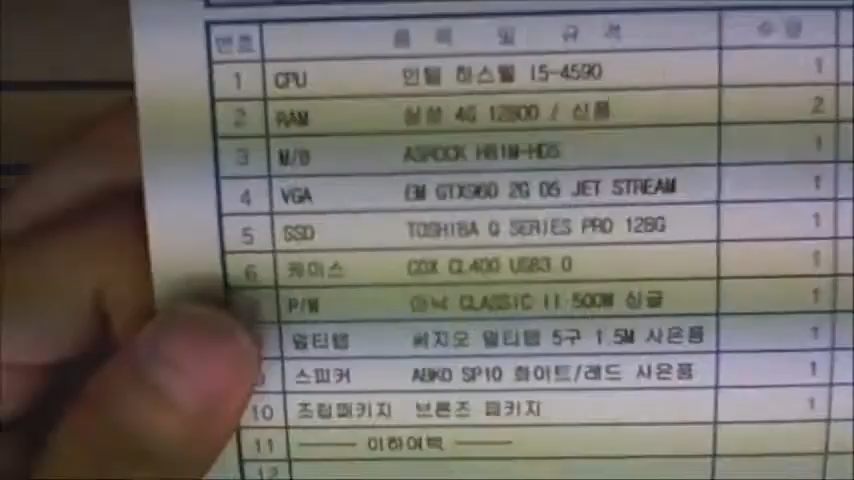 번호 품 목 및 규 격 수 량
1 CPU 인텔 하스웰 I5-4590 1
2 RAM 삼성 4G 12800 / 신품 2
3 M/B ASROCK H81M-HDS 1
4 VGA EM GTX960 2G D5 JET STREAM 1
5 SSD TOSHIBA Q SERIES PRO 128G 1
6 케이스 COX CL400 USB3.0 1
P/W CLASSIC II 500W 싱글 1
멀티탭 멀티탭 5구 1.5M 사은품 1
9 스피커 ABKO SP10 화이트/레드 사은품 1
10 조립패키지 브론즈 패키지 1
11 ─── 이하여백 ───
12